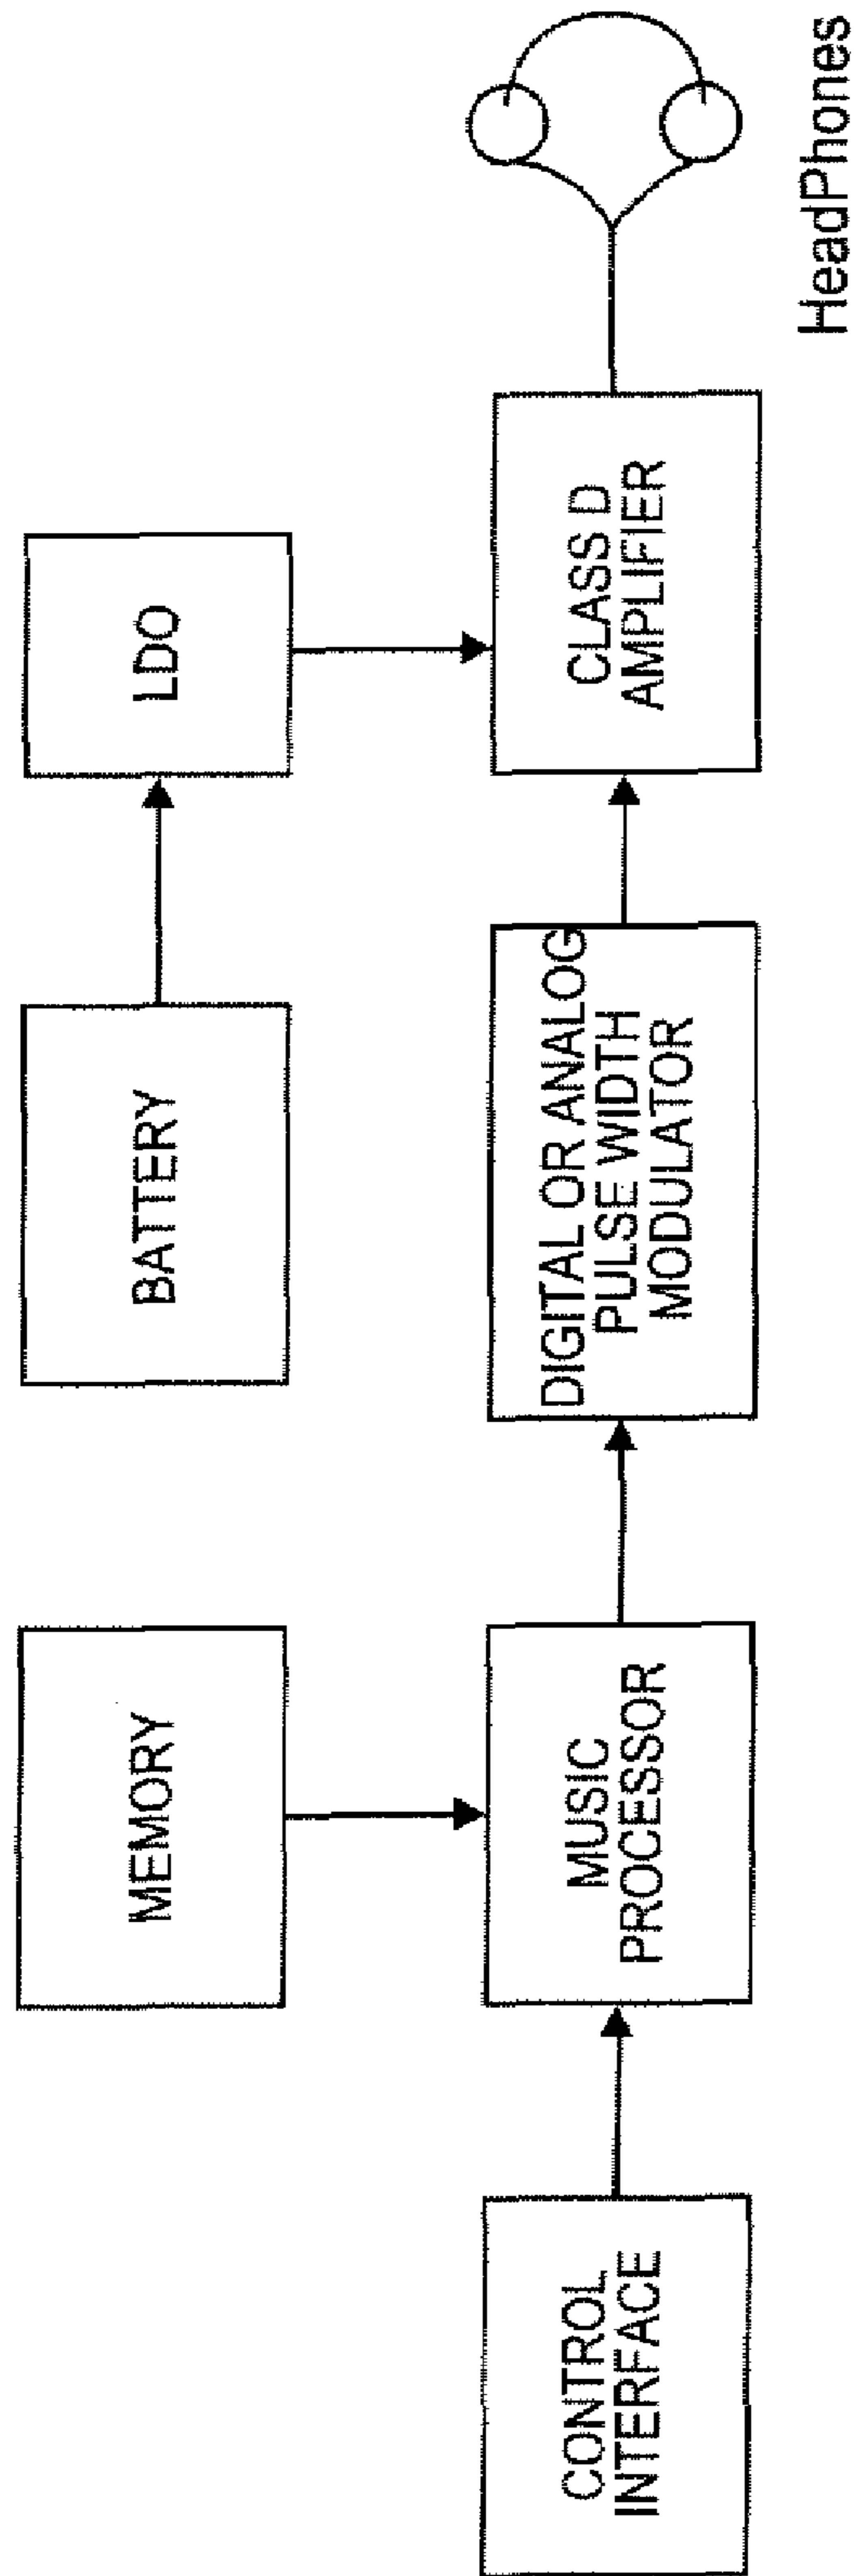 MEMORY
BATTERY
LDO
CONTROL
INTERFACE
MUSIC
PROCESSOR
DIGITAL OR ANALOG
PULSE WIDTH
MODULATOR
CLASS D
AMPLIFIER
HeadPhones